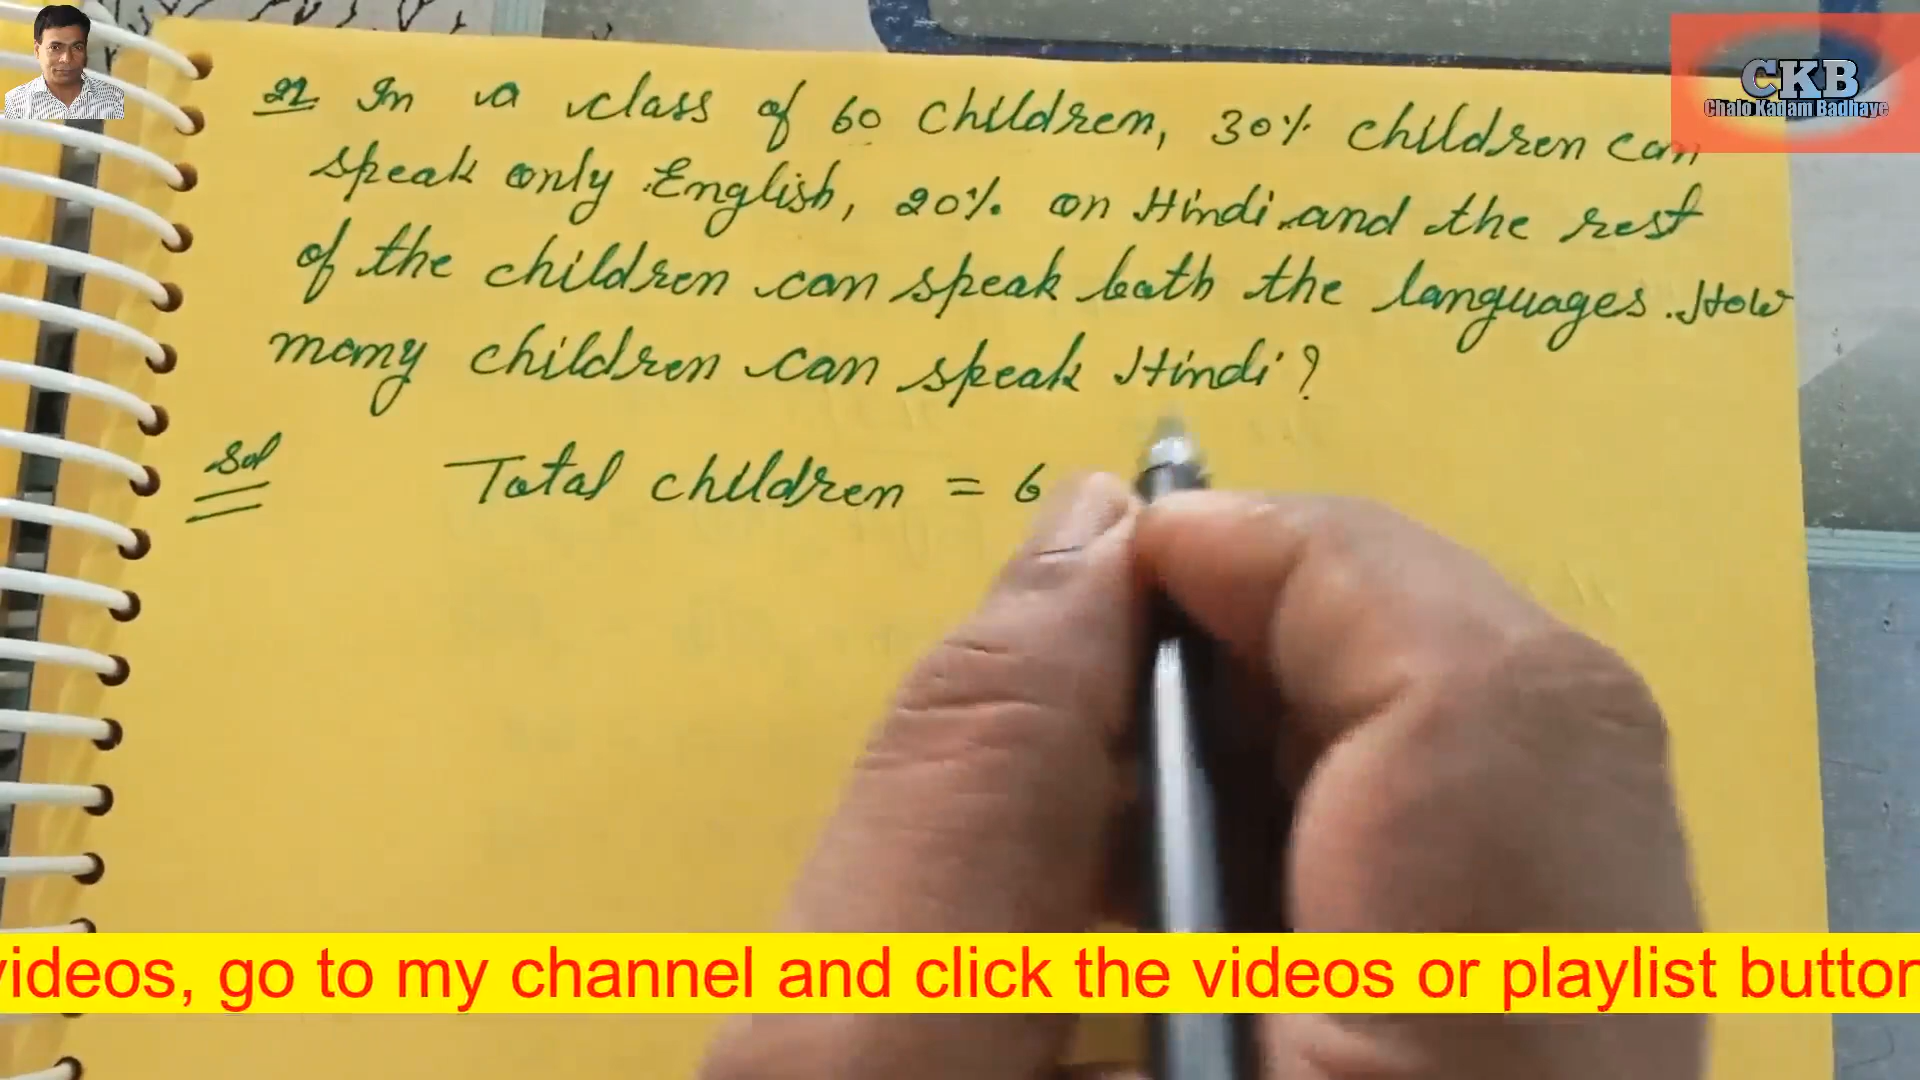 CKB
Chalo Kadam Badhaye
21 In a class of 60 children, 30% children can
speak only English, 20% on Hindi and the rest
of the children can speak both the languages. How
many children can speak Hindi?
Sol Total children = 6
videos, go to my channel and click the videos or playlist button